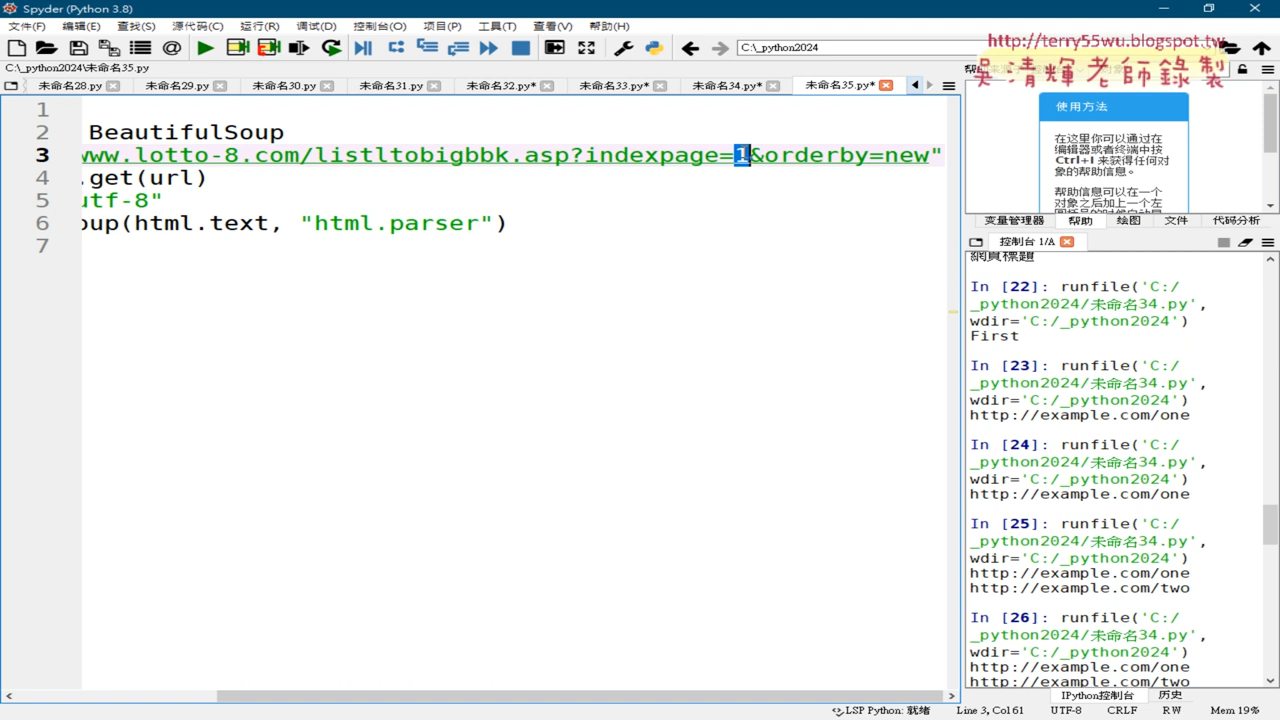 Spyder (Python 3.8)
文件(F) 编辑(E) 查找(S) 源代码(C) 运行(R) 调试(D) 控制台(O) 项目(P) 工具(T) 查看(V) 帮助(H)
C:\_python2024
http://terry55wu.blogspot.tw
吳清輝老師錄製
C:\_python2024\未命名35.py
未命名28.py 未命名29.py 未命名30.py 未命名31.py 未命名32.py* 未命名33.py* 未命名34.py* 未命名35.py*
1
2 BeautifulSoup
3 www.lotto-8.com/listltobigbbk.asp?indexpage=1&orderby=new"
4 .get(url)
5 utf-8"
6 oup(html.text, "html.parser")
7
使用方法
在这里你可以通过在
编辑器或者终端中按
Ctrl+I 来获得任何对
象的帮助信息。
帮助信息可以在一个
对象之后加上一个左
变量管理器 帮助 绘图 文件 代码分析
控制台 1/A
網頁標題
In [22]: runfile('C:/
_python2024/未命名34.py',
wdir='C:/_python2024')
First
In [23]: runfile('C:/
_python2024/未命名34.py',
wdir='C:/_python2024')
http://example.com/one
In [24]: runfile('C:/
_python2024/未命名34.py',
wdir='C:/_python2024')
http://example.com/one
In [25]: runfile('C:/
_python2024/未命名34.py',
wdir='C:/_python2024')
http://example.com/one
http://example.com/two
In [26]: runfile('C:/
_python2024/未命名34.py',
wdir='C:/_python2024')
http://example.com/one
http://example.com/two
IPython控制台 历史
LSP Python: 就绪 Line 3, Col 61 UTF-8 CRLF RW Mem 19%